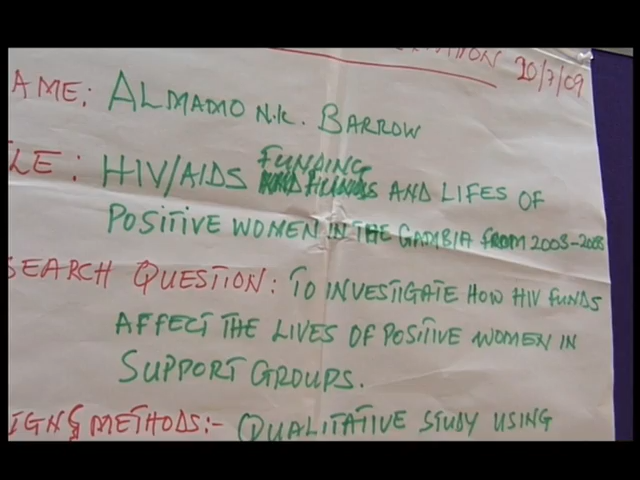 TATION 20/7/09
AME: ALMAMO N.K. BARROW
LE: HIV/AIDS FUNDING AND LIFES OF
POSITIVE WOMEN IN THE GAMBIA FROM 2003-2008
SEARCH QUESTION: TO INVESTIGATE HOW HIV FUNDS
AFFECT THE LIVES OF POSITIVE WOMEN IN
SUPPORT GROUPS.
IGN & METHODS:- QUALITATIVE STUDY USING